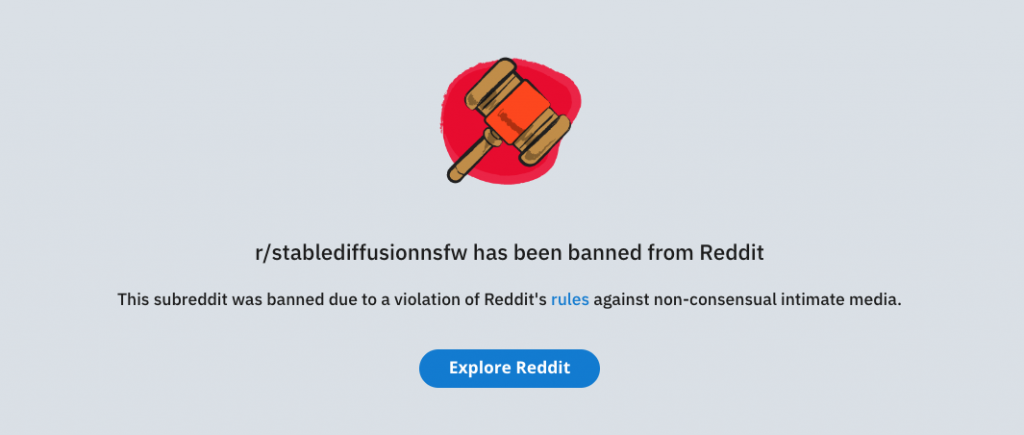 r/stablediffusionnsfw has been banned from Reddit
This subreddit was banned due to a violation of Reddit's rules against non-consensual intimate media.
Explore Reddit